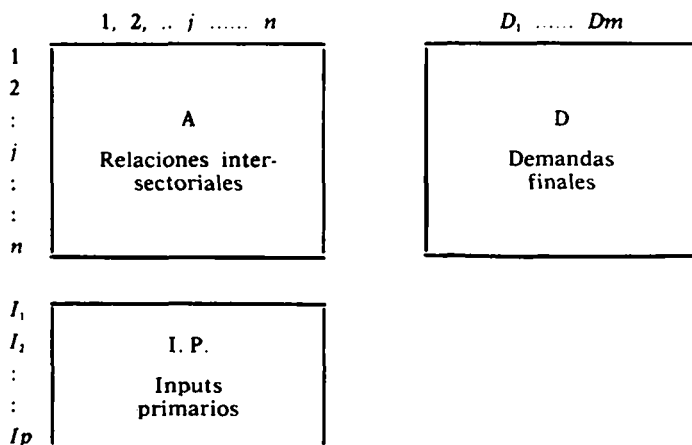 1, 2, .. j ...... n
D₁ ...... Dm
1
2
:
j
:
:
n
A
Relaciones inter-
sectoriales
D
Demandas
finales
I₁
I₂
:
:
Ip
I. P.
Inputs
primarios